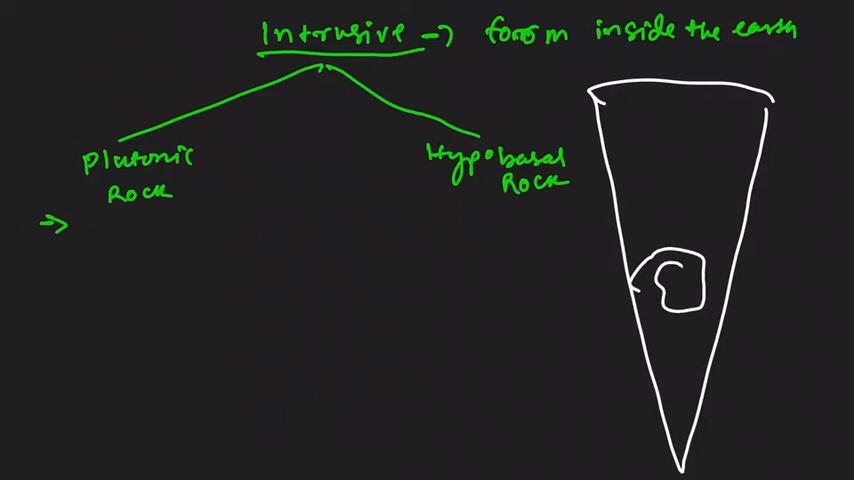 Intrusive → form inside the earth
Plutonic
Rock
Hypobasal
Rock
⇒